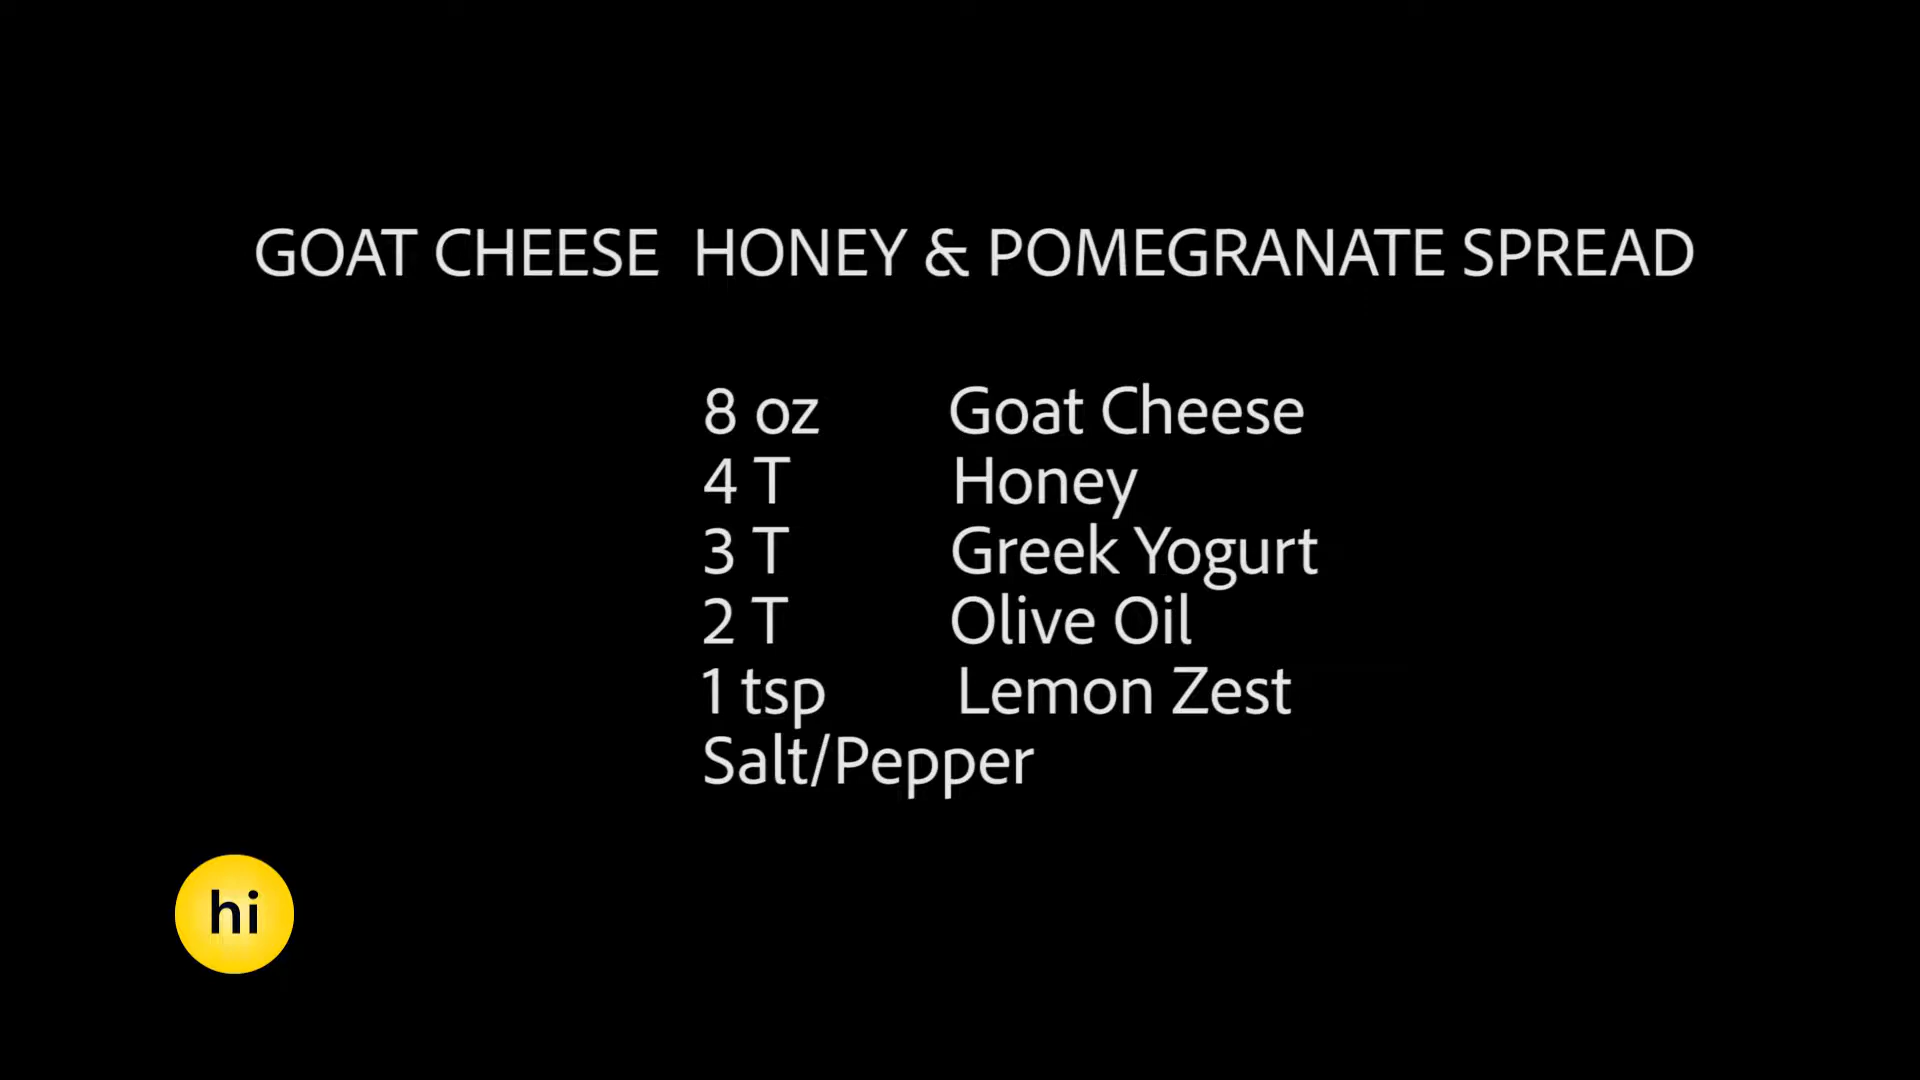 GOAT CHEESE  HONEY & POMEGRANATE SPREAD
8 oz Goat Cheese
4 T Honey
3 T Greek Yogurt
2 T Olive Oil
1 tsp Lemon Zest
Salt/Pepper
hi